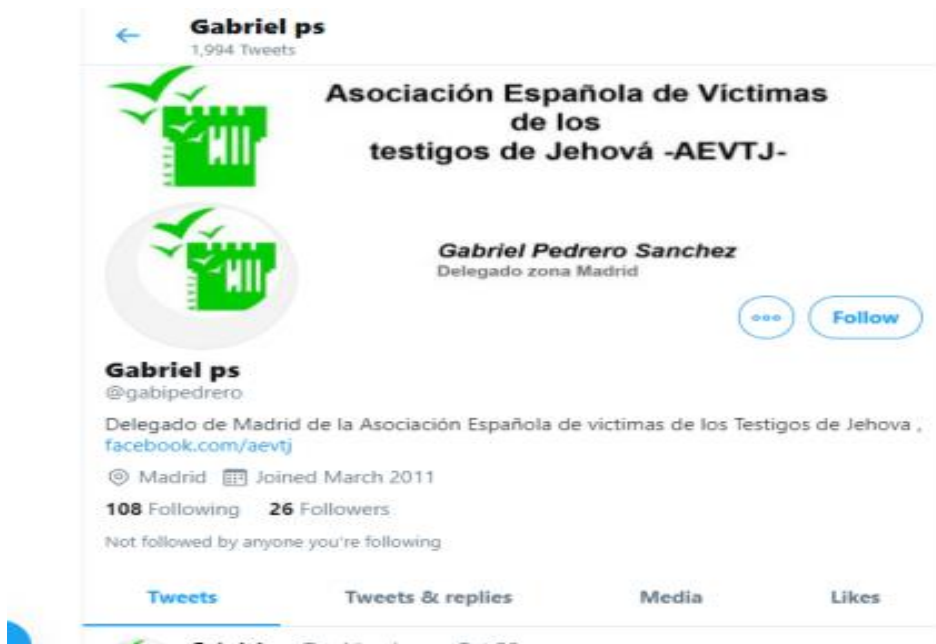 Gabriel ps
1,994 Tweets
Asociación Española de Víctimas
de los
testigos de Jehová -AEVTJ-
Gabriel Pedrero Sanchez
Delegado zona Madrid
Follow
Gabriel ps
@gabipedrero
Delegado de Madrid de la Asociación Española de victimas de los Testigos de Jehova ,
facebook.com/aevtj
Madrid Joined March 2011
108 Following 26 Followers
Not followed by anyone you're following
Tweets Tweets & replies Media Likes